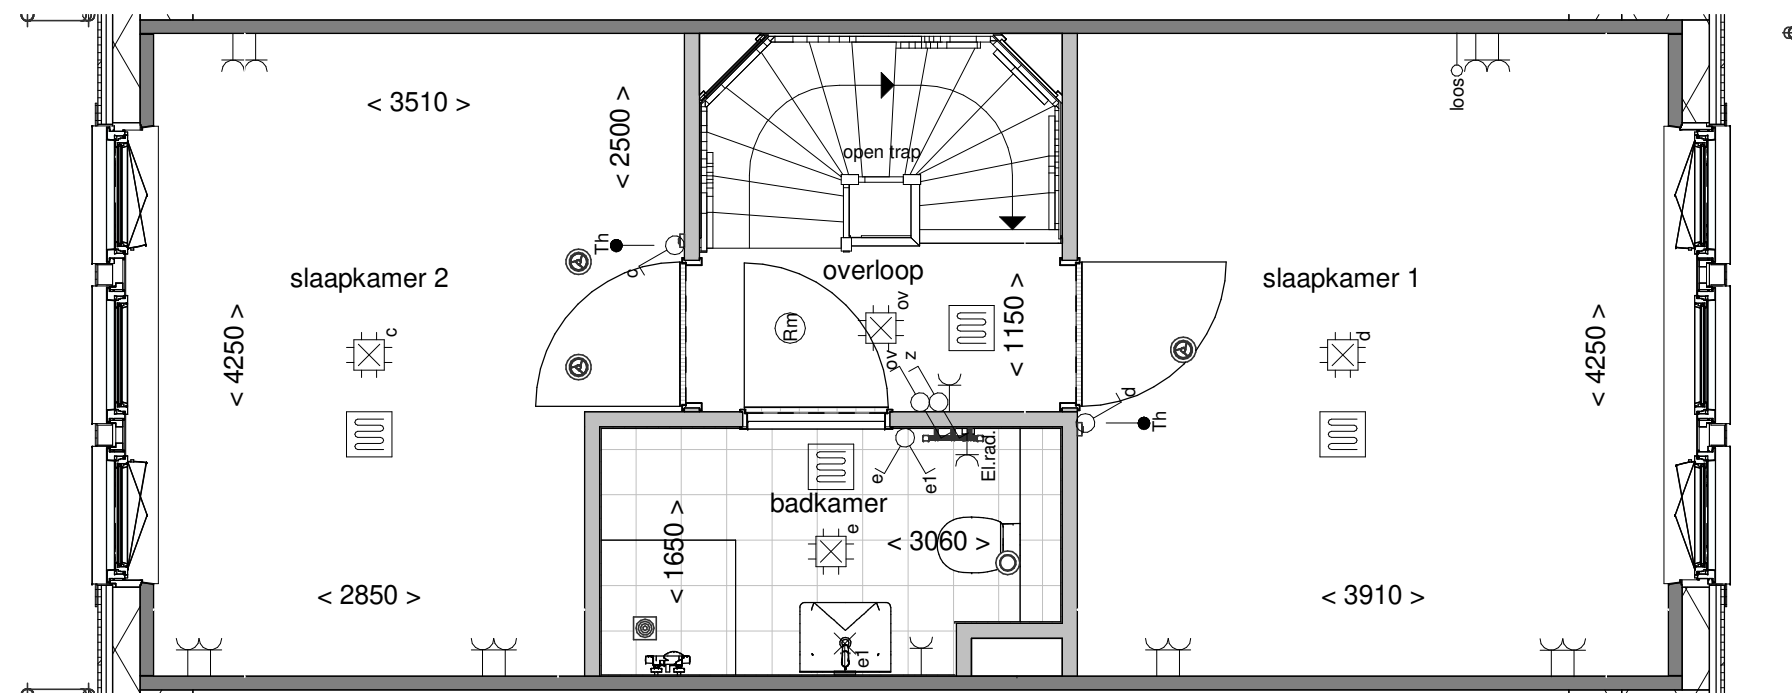 loos
< 3510 >
< 2500 >
open trap
Th
c
slaapkamer 2
overloop
slaapkamer 1
ov
Rm
< 1150 >
< 4250 >
c
ov
z
d
< 4250 >
d
Th
El.rad.
e
e1
badkamer
< 1650 >
e
< 3060 >
< 2850 >
< 3910 >
e1